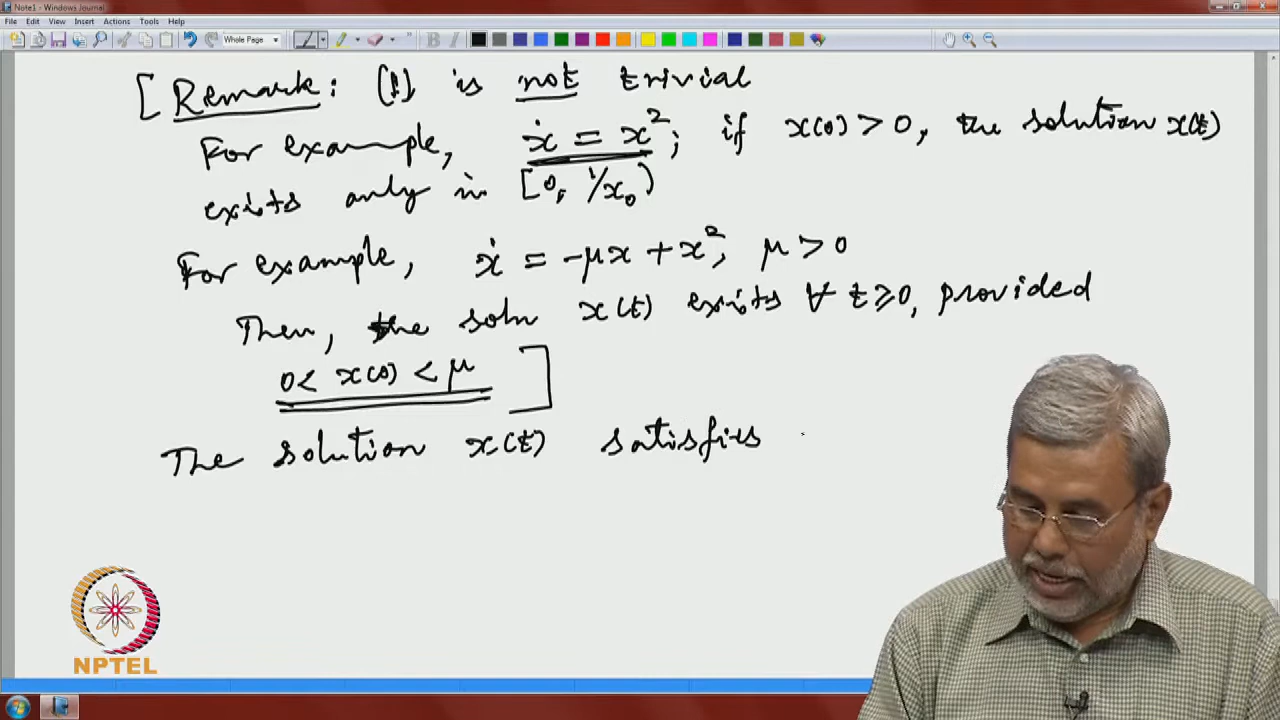 Note1 - Windows Journal
File Edit View Insert Actions Tools Help
Whole Page
[Remark: (1) is not trivial
For example, ẋ = x²; if x(0) > 0, the solution x(t)
exists only in [0, 1/x₀)
For example, ẋ = -μx + x², μ > 0
Then, the soln x(t) exists ∀ t ≥ 0, provided
0 < x(0) < μ ]
The solution x(t) satisfies
NPTEL